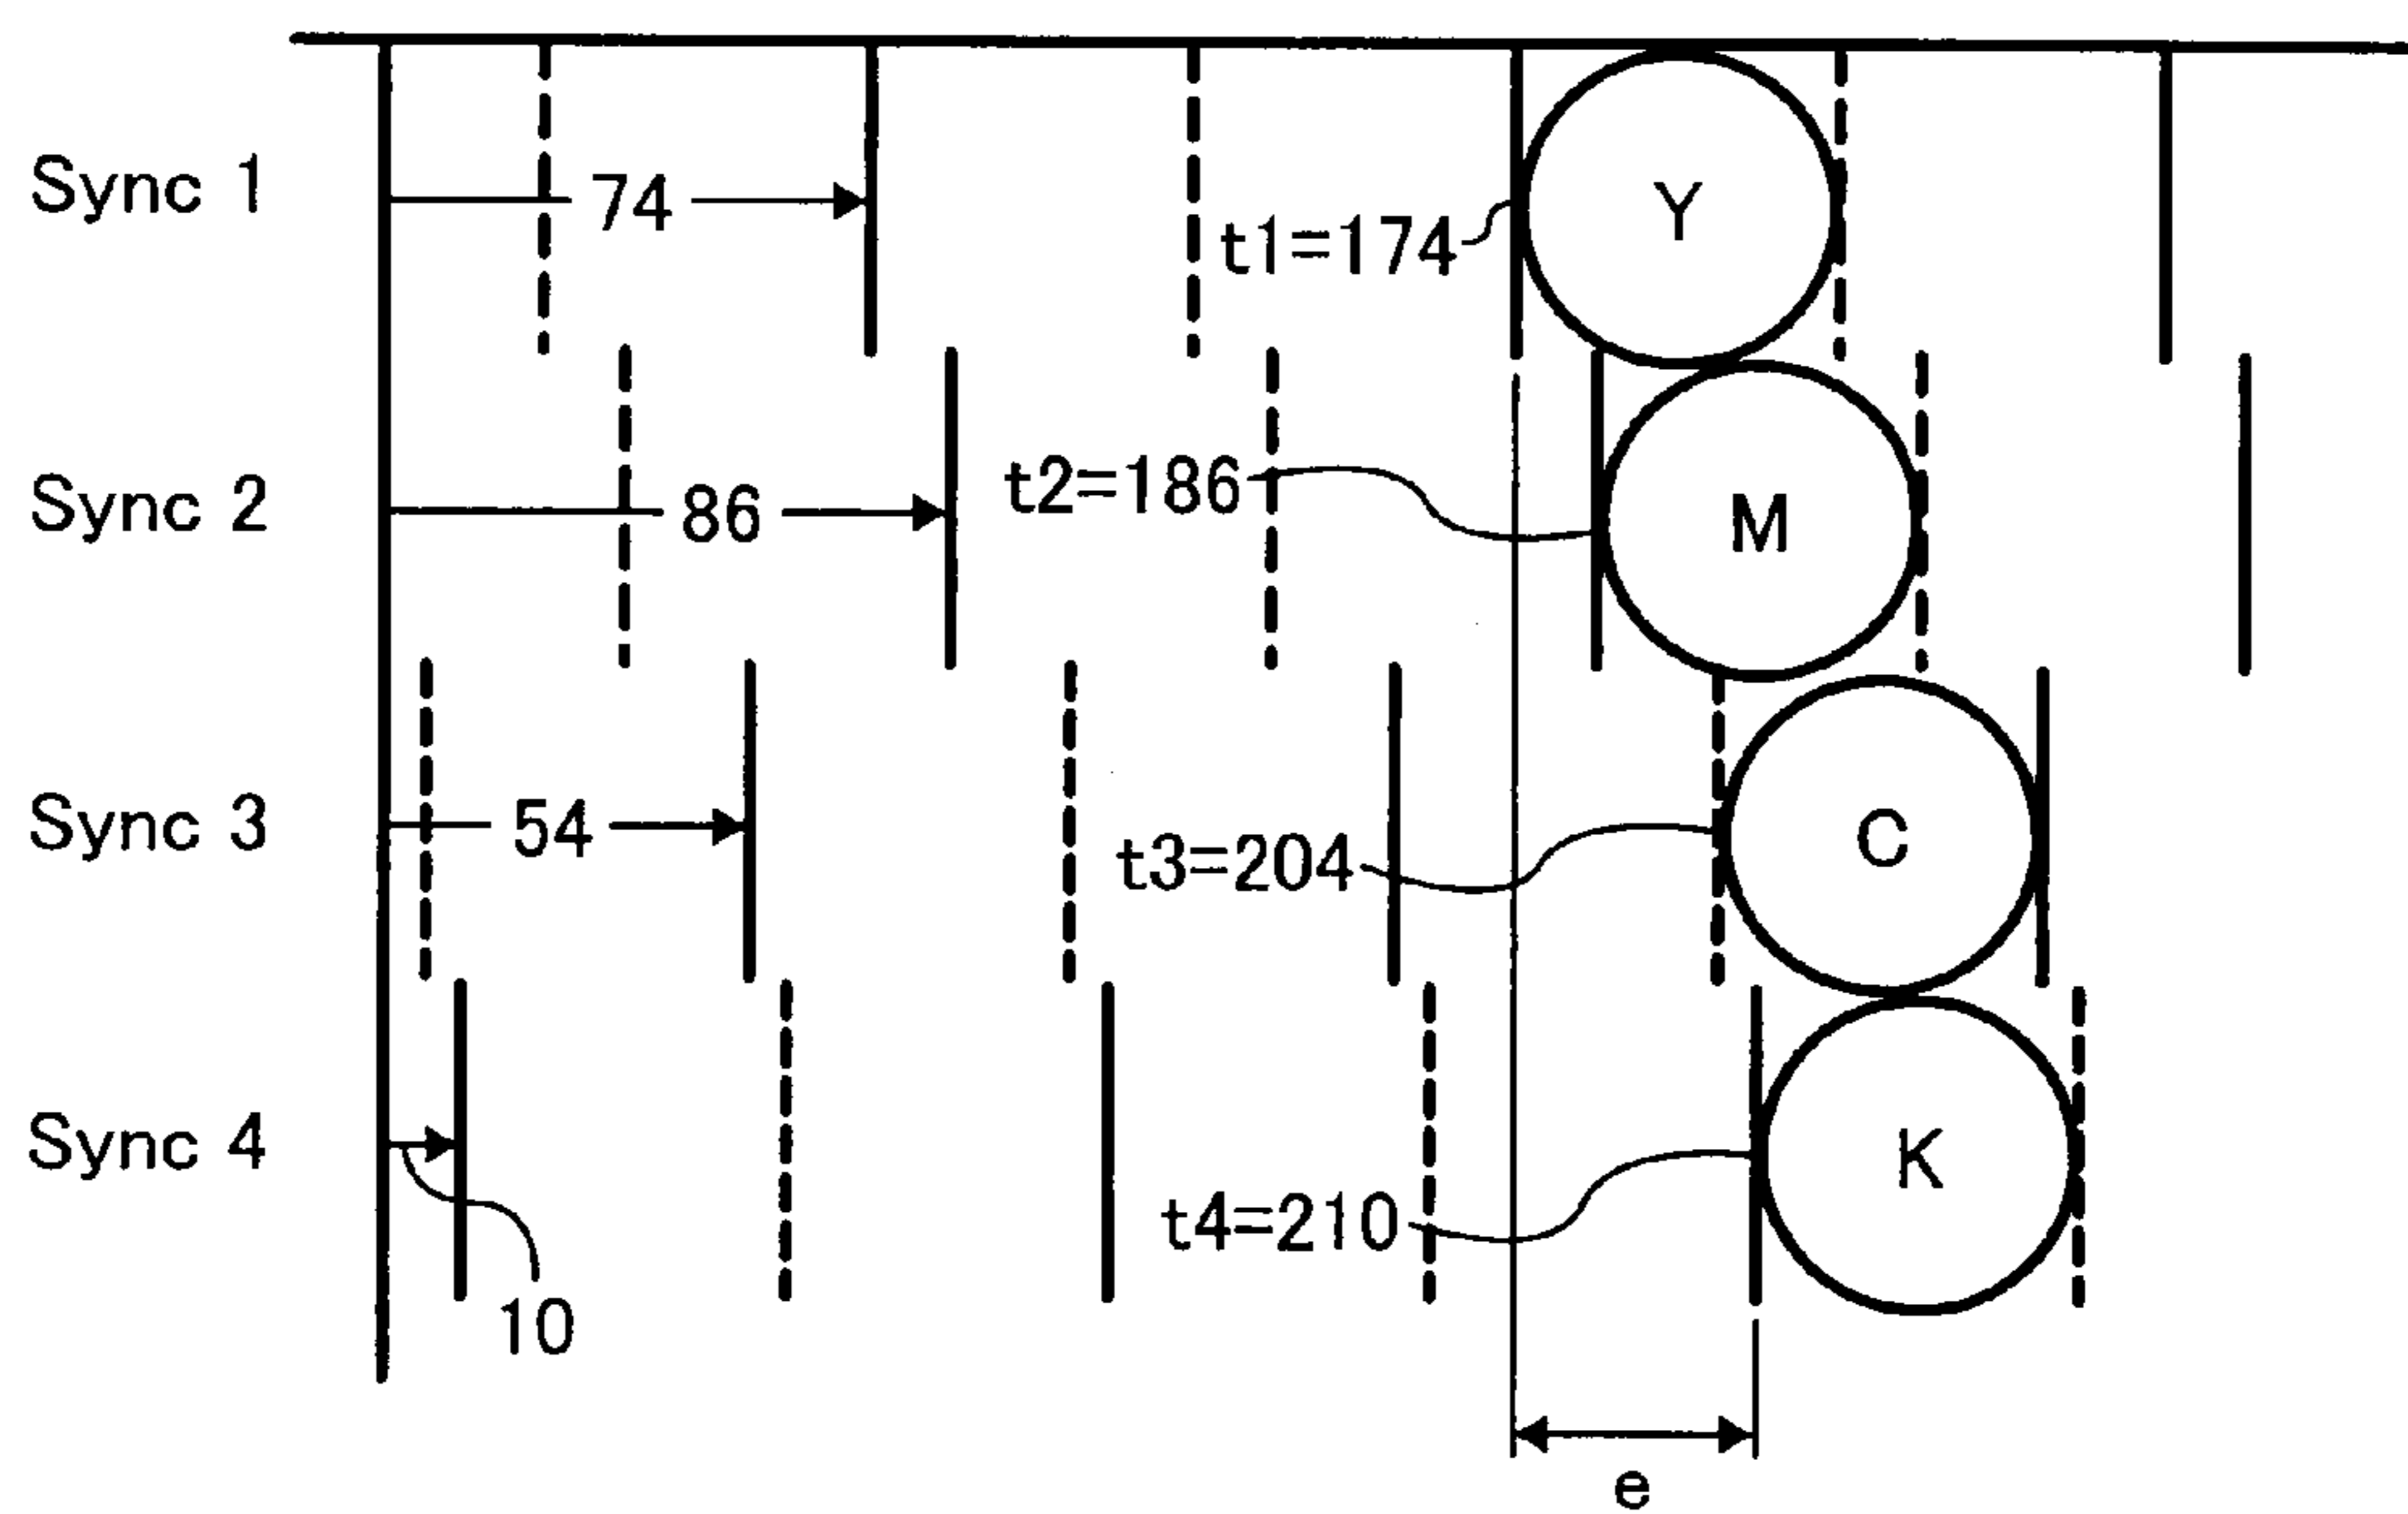 Sync 1
74
t1=174
Y
Sync 2
86
t2=186
M
Sync 3
54
t3=204
C
Sync 4
10
t4=210
K
e